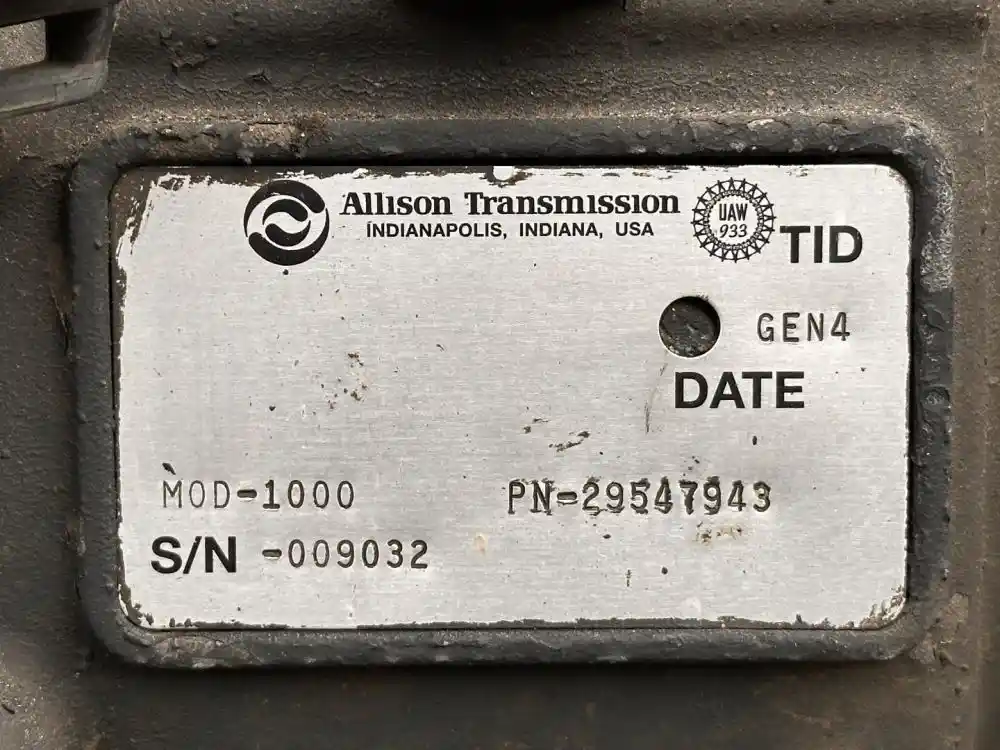 Allison Transmission
INDIANAPOLIS, INDIANA, USA
UAW
933
TID
GEN4
DATE
MOD-1000
PN-29547943
S/N -009032